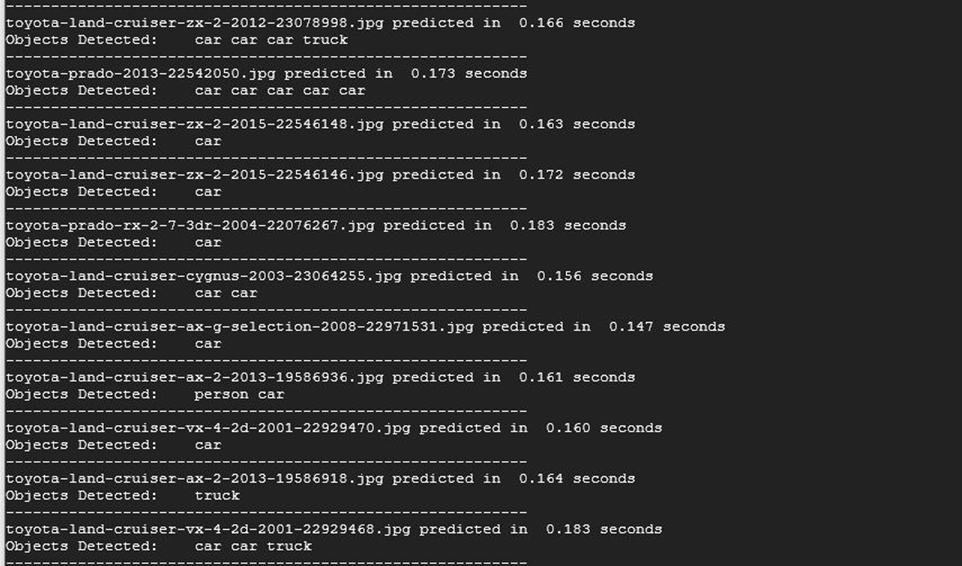 ----------------------------------------------------------
toyota-land-cruiser-zx-2-2012-23078998.jpg predicted in  0.166 seconds
Objects Detected:    car car car truck
----------------------------------------------------------
toyota-prado-2013-22542050.jpg predicted in  0.173 seconds
Objects Detected:    car car car car car
----------------------------------------------------------
toyota-land-cruiser-zx-2-2015-22546148.jpg predicted in  0.163 seconds
Objects Detected:    car
----------------------------------------------------------
toyota-land-cruiser-zx-2-2015-22546146.jpg predicted in  0.172 seconds
Objects Detected:    car
----------------------------------------------------------
toyota-prado-rx-2-7-3dr-2004-22076267.jpg predicted in  0.183 seconds
Objects Detected:    car
----------------------------------------------------------
toyota-land-cruiser-cygnus-2003-23064255.jpg predicted in  0.156 seconds
Objects Detected:    car car
----------------------------------------------------------
toyota-land-cruiser-ax-g-selection-2008-22971531.jpg predicted in  0.147 seconds
Objects Detected:    car
----------------------------------------------------------
toyota-land-cruiser-ax-2-2013-19586936.jpg predicted in  0.161 seconds
Objects Detected:    person car
----------------------------------------------------------
toyota-land-cruiser-vx-4-2d-2001-22929470.jpg predicted in  0.160 seconds
Objects Detected:    car
----------------------------------------------------------
toyota-land-cruiser-ax-2-2013-19586918.jpg predicted in  0.164 seconds
Objects Detected:    truck
----------------------------------------------------------
toyota-land-cruiser-vx-4-2d-2001-22929468.jpg predicted in  0.183 seconds
Objects Detected:    car car truck
----------------------------------------------------------